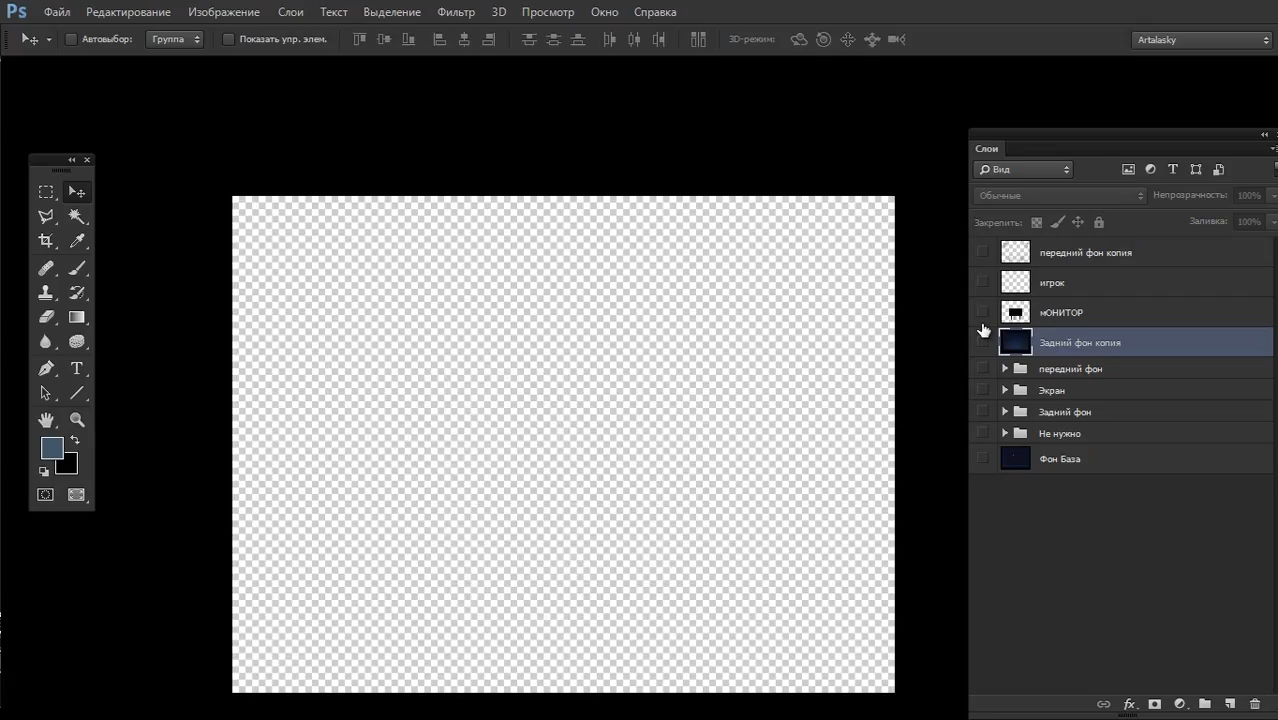 Ps Файл Редактирование Изображение Слои Текст Выделение Фильтр 3D Просмотр Окно Справка
Автовыбор: Группа Показать упр. элем. 3D-режим: Artalasky
Слои
Вид
Обычные Непрозрачность: 100%
Закрепить: Заливка: 100%
передний фон копия
игрок
мОНИТОР
Задний фон копия
передний фон
Экран
Задний фон
Не нужно
Фон База